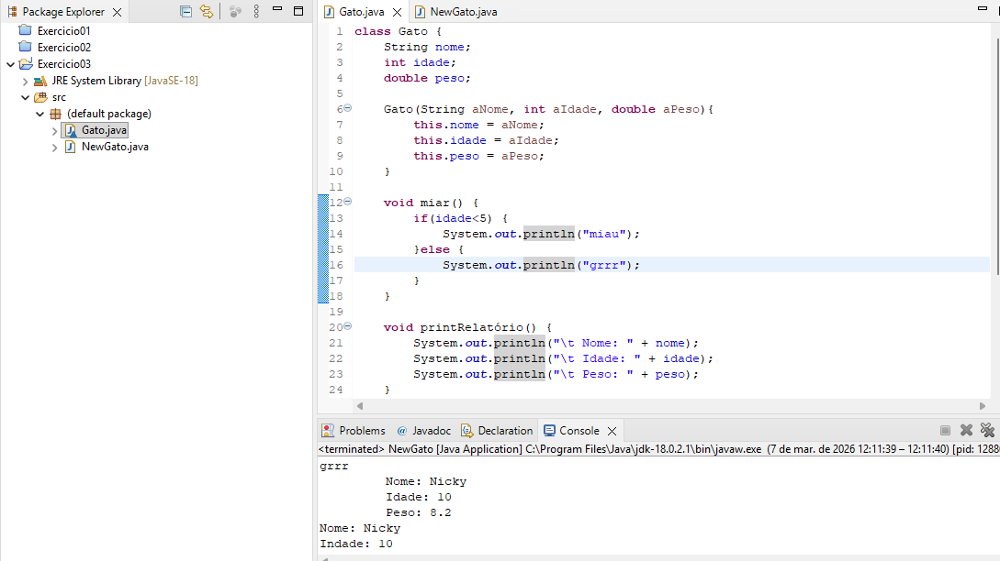 Package Explorer
Exercicio01
Exercicio02
Exercicio03
JRE System Library [JavaSE-18]
src
(default package)
Gato.java
NewGato.java
Gato.java
NewGato.java
1 class Gato {
2 String nome;
3 int idade;
4 double peso;
5
6 Gato(String aNome, int aIdade, double aPeso){
7 this.nome = aNome;
8 this.idade = aIdade;
9 this.peso = aPeso;
10 }
11
12 void miar() {
13 if(idade<5) {
14 System.out.println("miau");
15 }else {
16 System.out.println("grrr");
17 }
18 }
19
20 void printRelatório() {
21 System.out.println("\t Nome: " + nome);
22 System.out.println("\t Idade: " + idade);
23 System.out.println("\t Peso: " + peso);
24 }
Problems
@ Javadoc
Declaration
Console
<terminated> NewGato [Java Application] C:\Program Files\Java\jdk-18.0.2.1\bin\javaw.exe (7 de mar. de 2026 12:11:39 – 12:11:40) [pid: 1288
grrr
Nome: Nicky
Idade: 10
Peso: 8.2
Nome: Nicky
Indade: 10